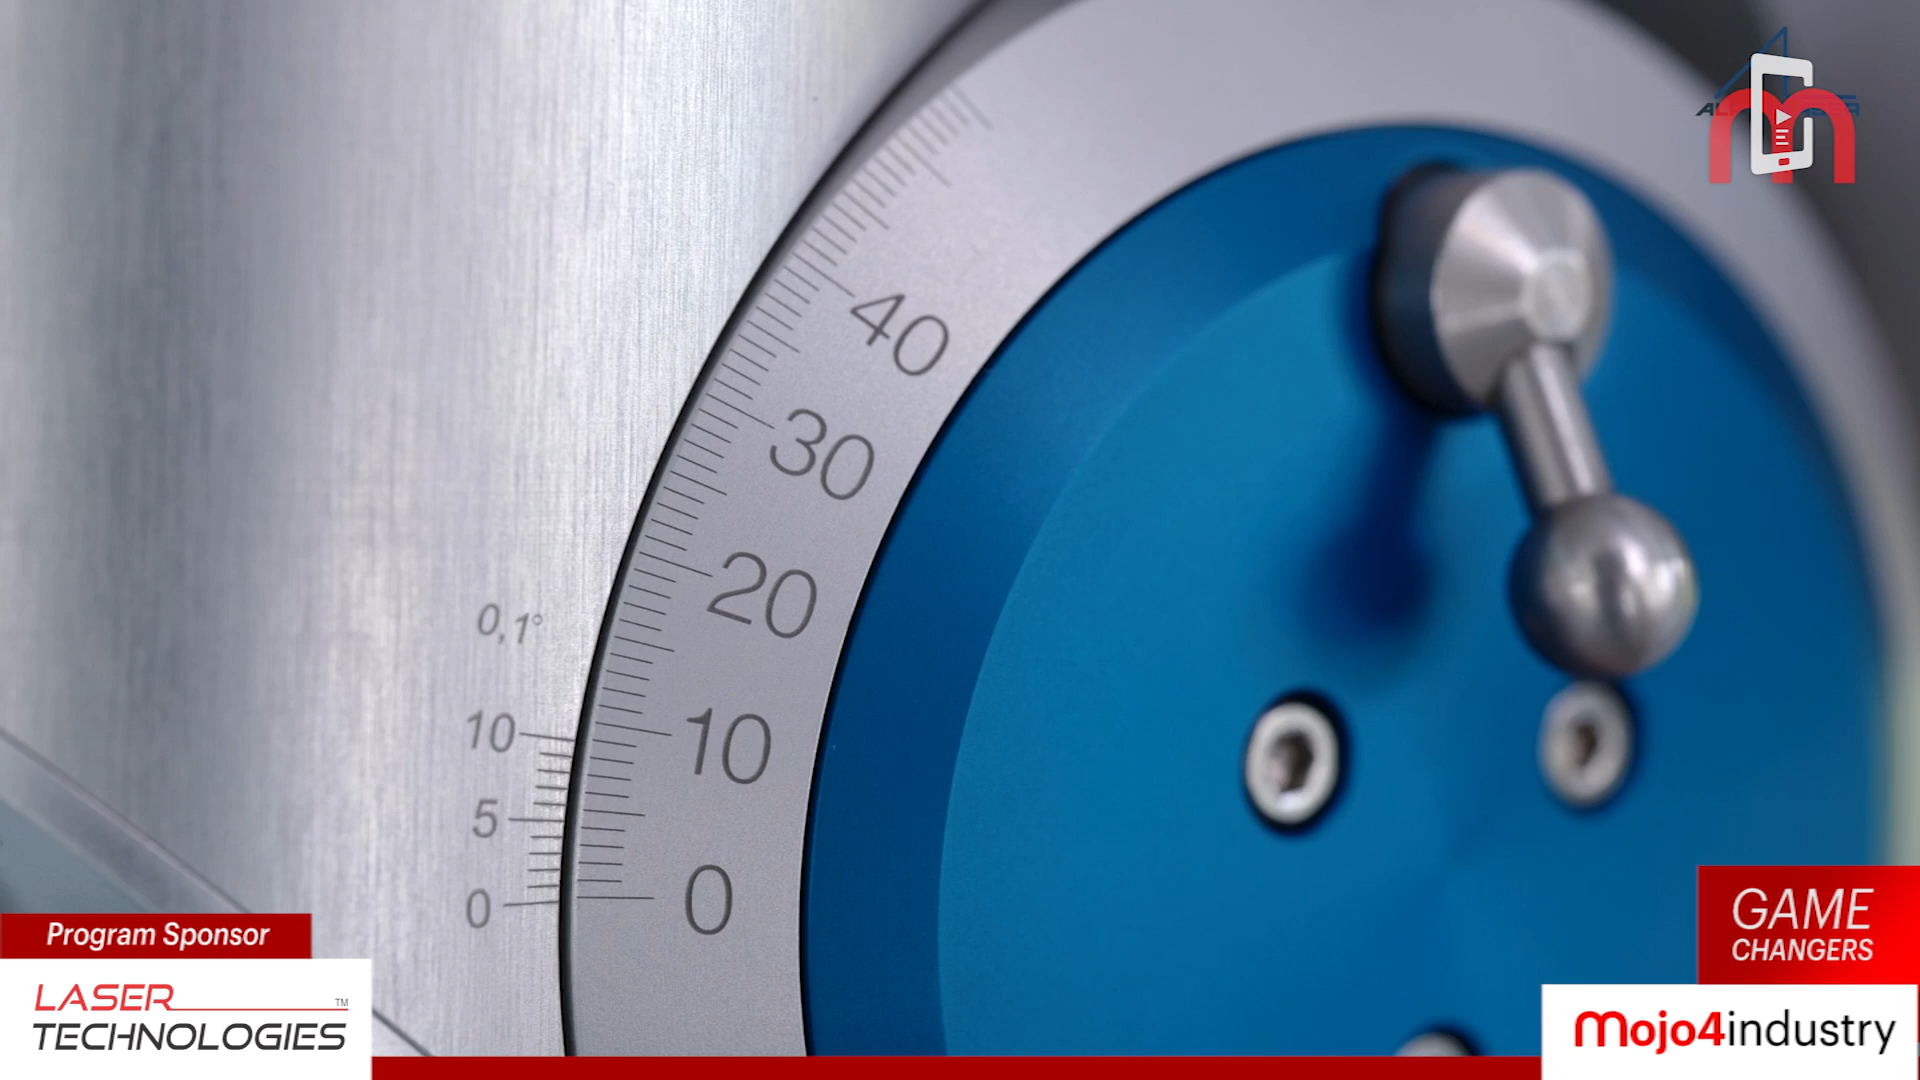 40
30
20
0,1°
10
10
5
0
0
Program Sponsor
LASER
TM
TECHNOLOGIES
GAME
CHANGERS
mojo4industry